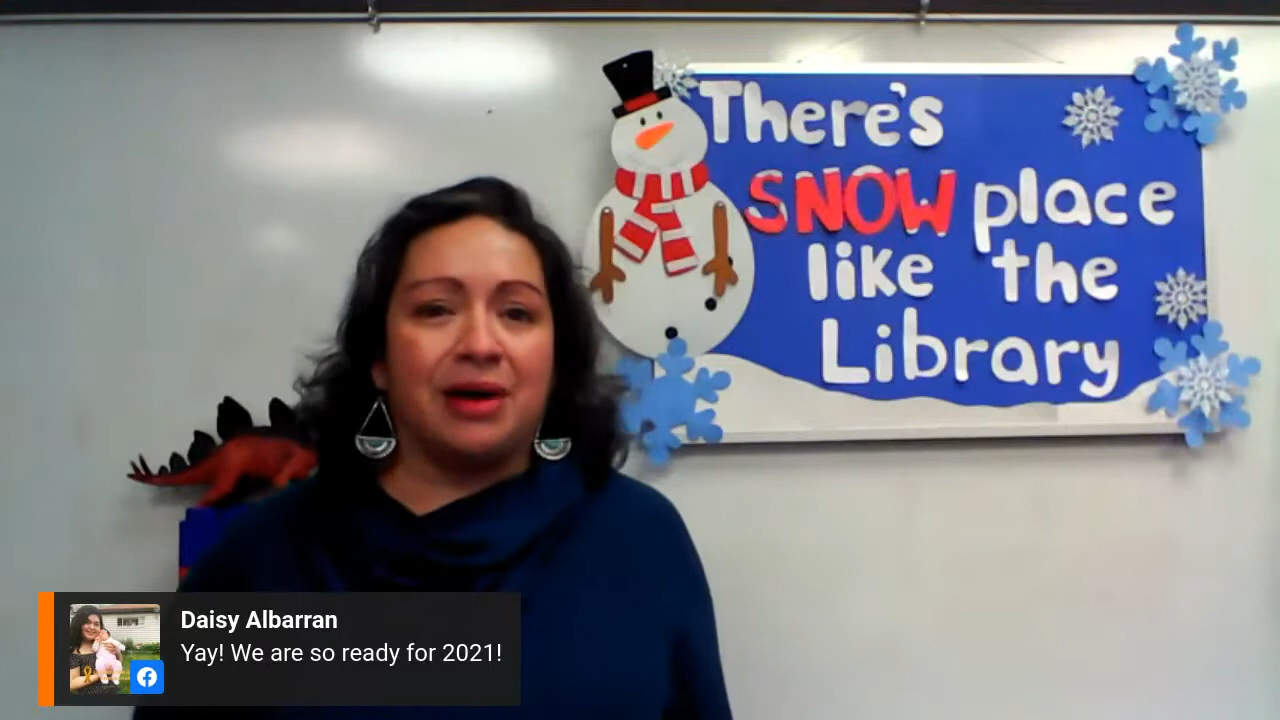 There's
SNOW place
like the
Library
Daisy Albarran
Yay! We are so ready for 2021!